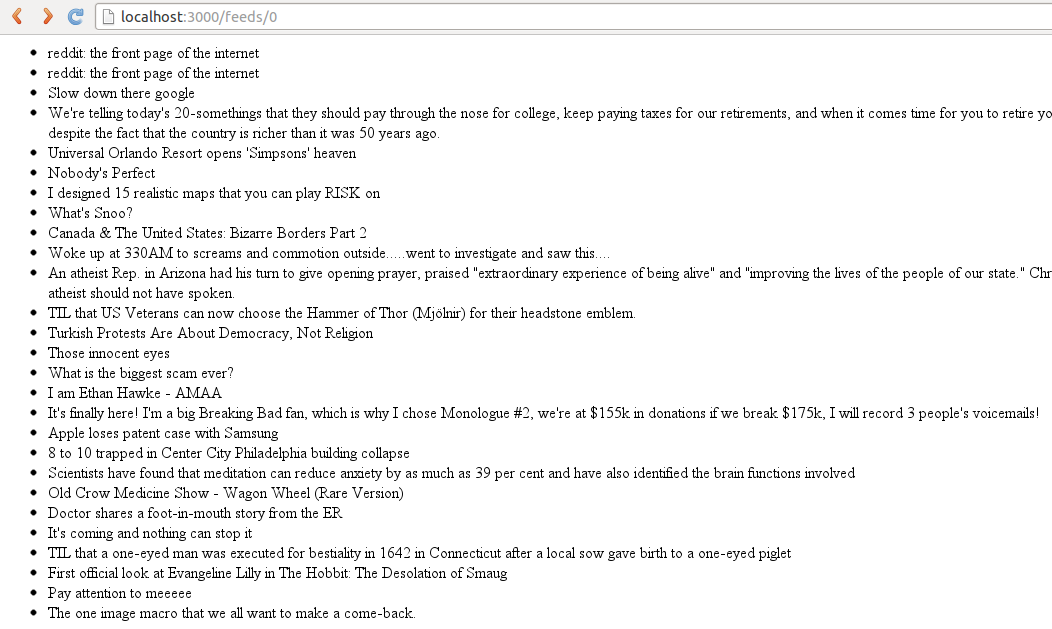 localhost:3000/feeds/0
reddit: the front page of the internet
reddit: the front page of the internet
Slow down there google
We're telling today's 20-somethings that they should pay through the nose for college, keep paying taxes for our retirements, and when it comes time for you to retire
despite the fact that the country is richer than it was 50 years ago.
Universal Orlando Resort opens 'Simpsons' heaven
Nobody's Perfect
I designed 15 realistic maps that you can play RISK on
What's Snoo?
Canada & The United States: Bizarre Borders Part 2
Woke up at 330AM to screams and commotion outside.....went to investigate and saw this....
An atheist Rep. in Arizona had his turn to give opening prayer, praised "extraordinary experience of being alive" and "improving the lives of the people of our state."
atheist should not have spoken.
TIL that US Veterans can now choose the Hammer of Thor (Mjölnir) for their headstone emblem.
Turkish Protests Are About Democracy, Not Religion
Those innocent eyes
What is the biggest scam ever?
I am Ethan Hawke - AMAA
It's finally here! I'm a big Breaking Bad fan, which is why I chose Monologue #2, we're at $155k in donations if we break $175k, I will record 3 people's voicemails!
Apple loses patent case with Samsung
8 to 10 trapped in Center City Philadelphia building collapse
Scientists have found that meditation can reduce anxiety by as much as 39 per cent and have also identified the brain functions involved
Old Crow Medicine Show - Wagon Wheel (Rare Version)
Doctor shares a foot-in-mouth story from the ER
It's coming and nothing can stop it
TIL that a one-eyed man was executed for bestiality in 1642 in Connecticut after a local sow gave birth to a one-eyed piglet
First official look at Evangeline Lilly in The Hobbit: The Desolation of Smaug
Pay attention to meeeee
The one image macro that we all want to make a come-back.